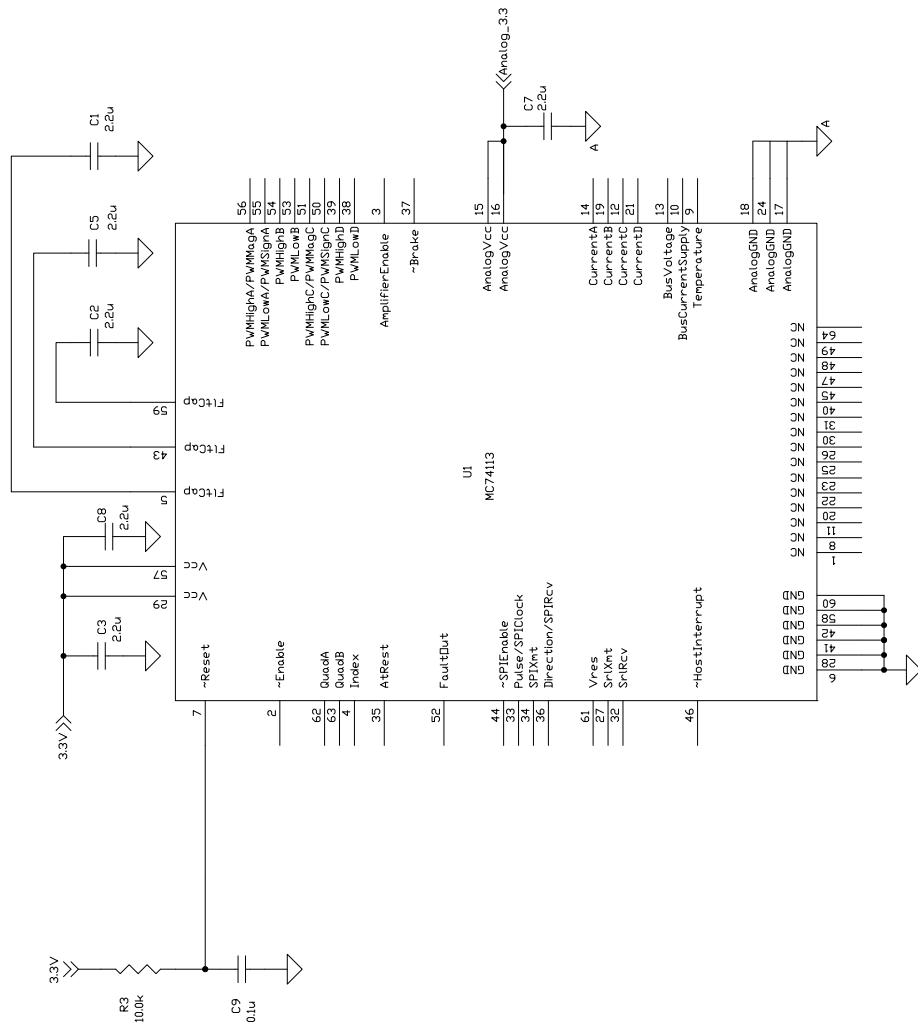 C1
2.2u
C5
2.2u
C2
2.2u
C8
2.2u
C3
2.2u
3.3V
59
FltCap
43
FltCap
5
FltCap
57
Vcc
29
Vcc
56
PWMHighA/PWMMagA
55
PWMLowA/PWMSignA
54
PWMHighB
53
PWMLowB
51
PWMHighC/PWMMagC
50
PWMLowC/PWMSignC
39
PWMHighD
38
PWMLowD
3
AmplifierEnable
37
~Brake
15
AnalogVcc
16
AnalogVcc
Analog_3.3
C7
2.2u
A
14
CurrentA
19
CurrentB
12
CurrentC
21
CurrentD
13
BusVoltage
10
BusCurrentSupply
9
Temperature
18
AnalogGND
24
AnalogGND
17
AnalogGND
A
U1
MC74113
NC
64
NC
49
NC
48
NC
47
NC
45
NC
40
NC
31
NC
30
NC
26
NC
25
NC
23
NC
22
NC
20
NC
11
NC
8
NC
1
GND
60
GND
58
GND
42
GND
41
GND
28
GND
6
~Reset
7
~Enable
2
QuadA
62
QuadB
63
Index
4
AtRest
35
FaultOut
52
~SPIEnable
44
Pulse/SPIClock
33
SPIXmt
34
Direction/SPIRcv
36
Vres
61
SrlXmt
27
SrlRcv
32
~HostInterrupt
46
3.3V
R3
10.0k
C9
0.1u